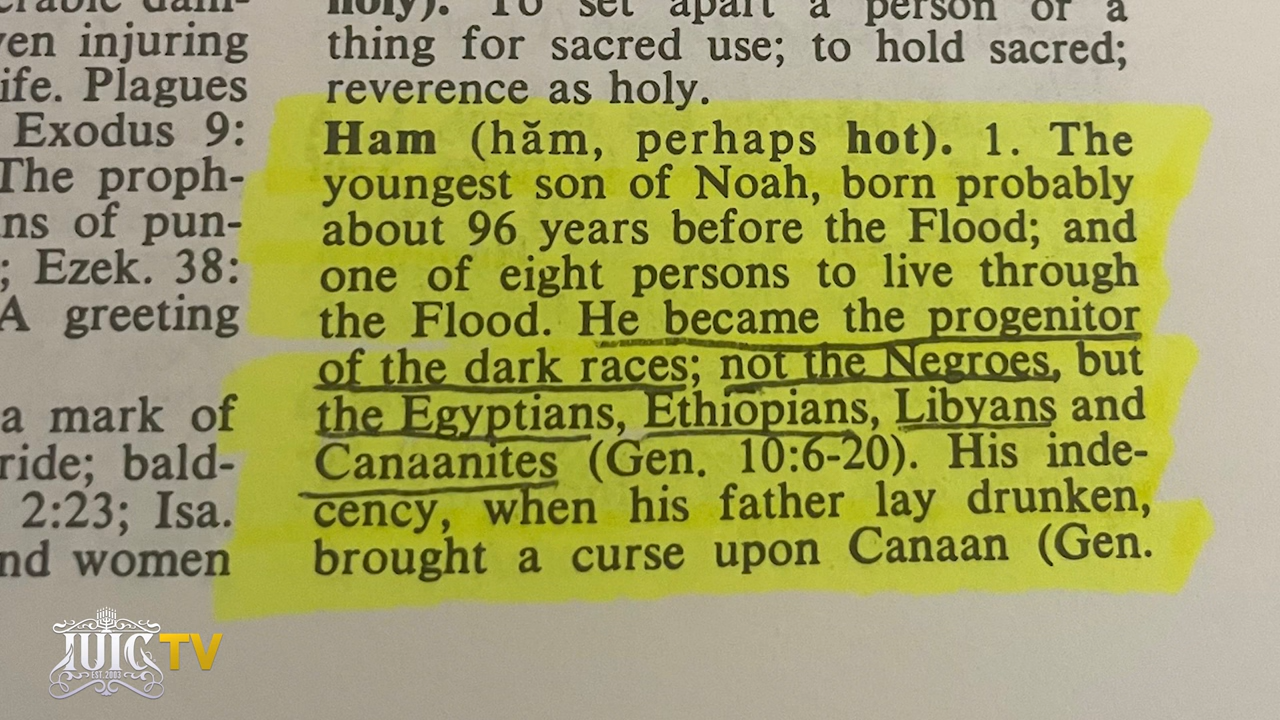 ven injuring
ife. Plagues
Exodus 9:
The proph-
ns of pun-
; Ezek. 38:
A greeting
a mark of
ride; bald-
2:23; Isa.
nd women
holy). To set apart a person or a
thing for sacred use; to hold sacred;
reverence as holy.
Ham (hăm, perhaps hot). 1. The
youngest son of Noah, born probably
about 96 years before the Flood; and
one of eight persons to live through
the Flood. He became the progenitor
of the dark races; not the Negroes, but
the Egyptians, Ethiopians, Libyans and
Canaanites (Gen. 10:6-20). His inde-
cency, when his father lay drunken,
brought a curse upon Canaan (Gen.
IUIC TV
EST. 2003